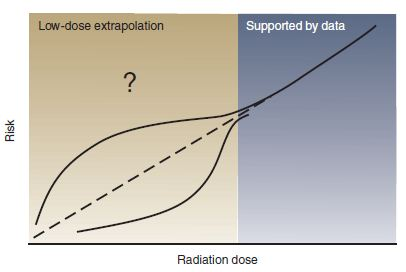 Low-dose extrapolation
Supported by data
?
Risk
Radiation dose